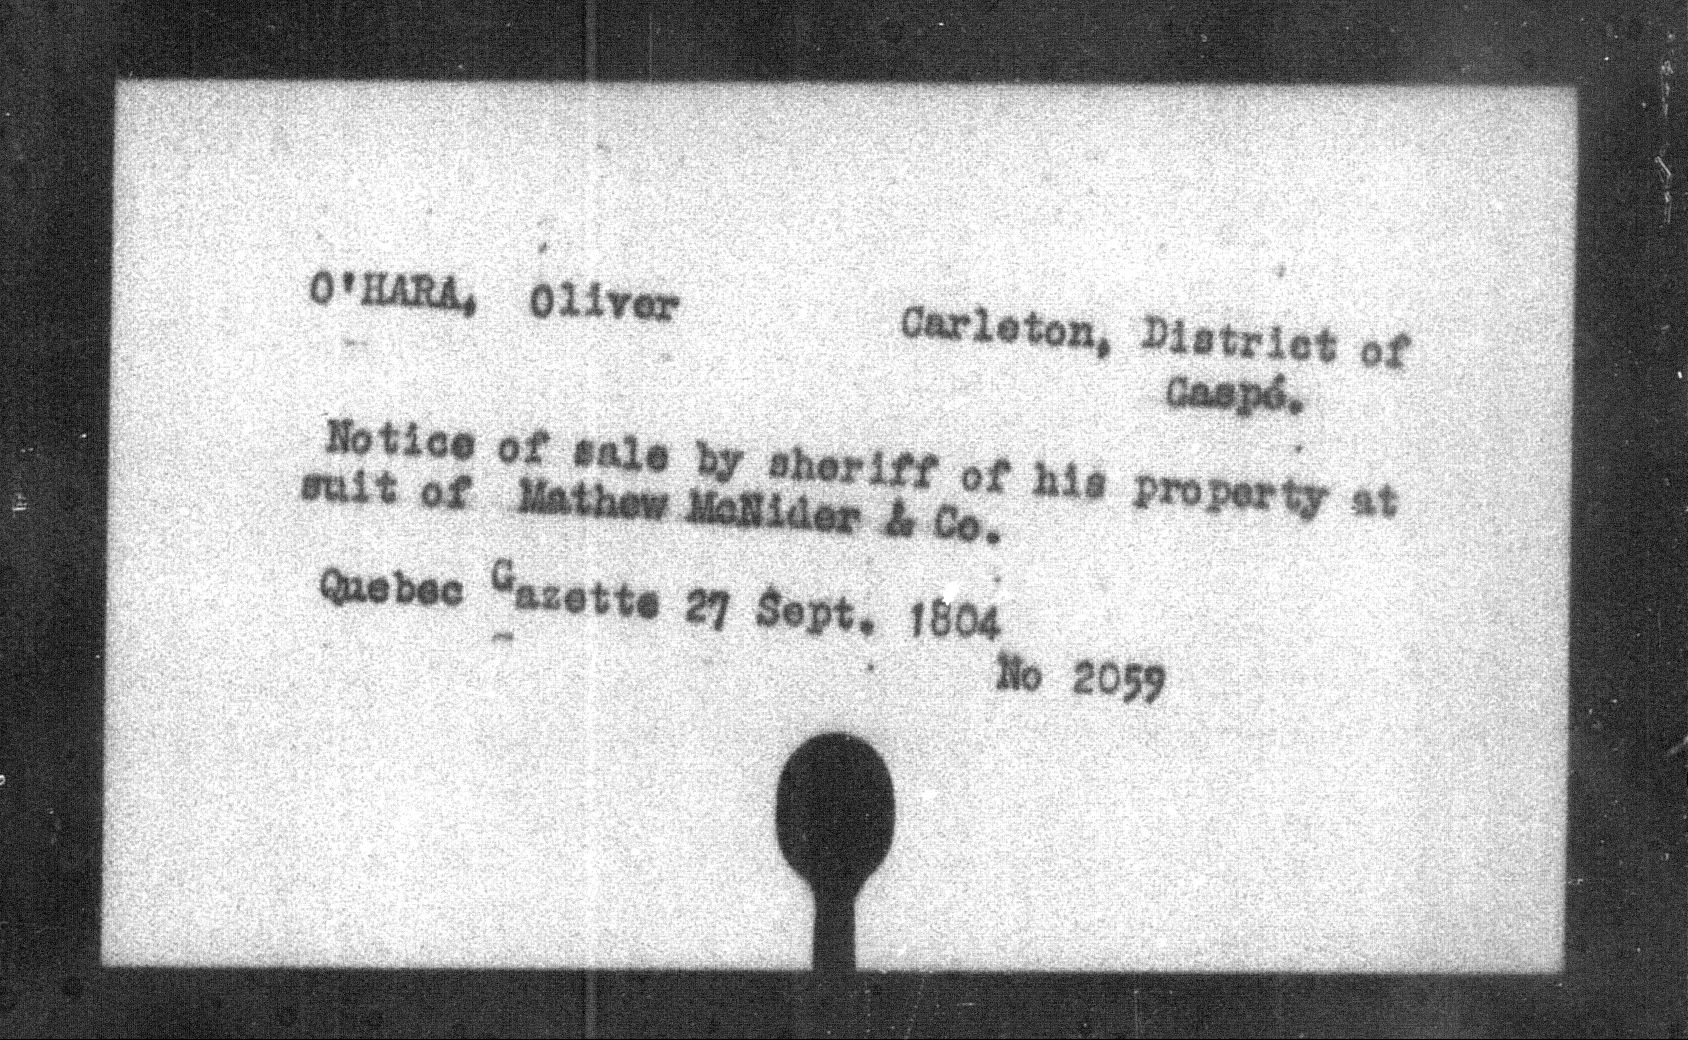 O'HARA, Oliver
Carleton, District of
Gaspé.
Notice of sale by sheriff of his property at
suit of Mathew McNider & Co.
Quebec Gazette 27 Sept. 1804
No 2059